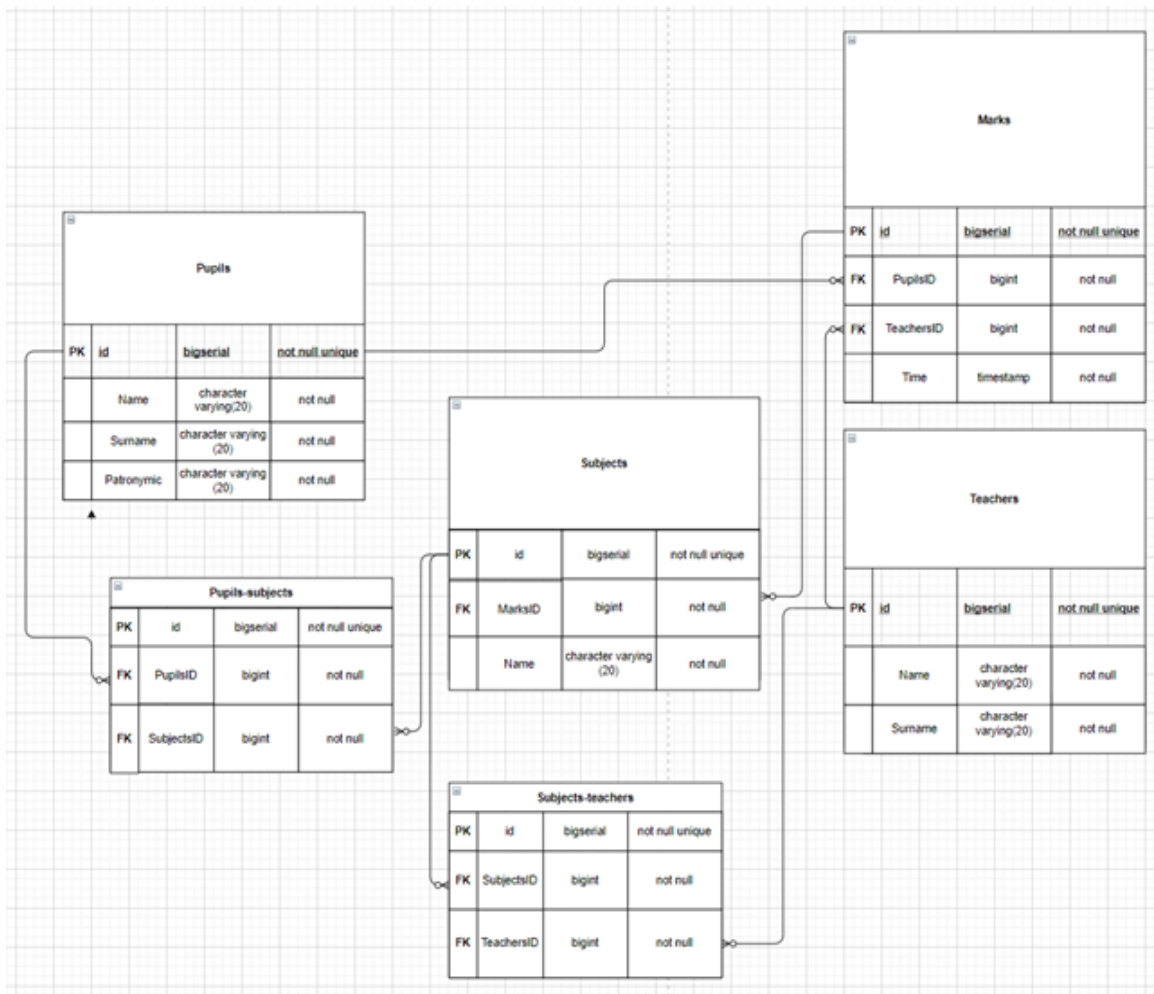 Marks
PK id bigserial not null unique
FK PupilsID bigint not null
FK TeachersID bigint not null
Time timestamp not null
Pupils
PK id bigserial not null unique
Name character varying(20) not null
Surname character varying (20) not null
Patronymic character varying (20) not null
Subjects
PK id bigserial not null unique
FK MarksID bigint not null
Name character varying (20) not null
Teachers
PK id bigserial not null unique
Name character varying(20) not null
Surname character varying(20) not null
Pupils-subjects
PK id bigserial not null unique
FK PupilsID bigint not null
FK SubjectsID bigint not null
Subjects-teachers
PK id bigserial not null unique
FK SubjectsID bigint not null
FK TeachersID bigint not null